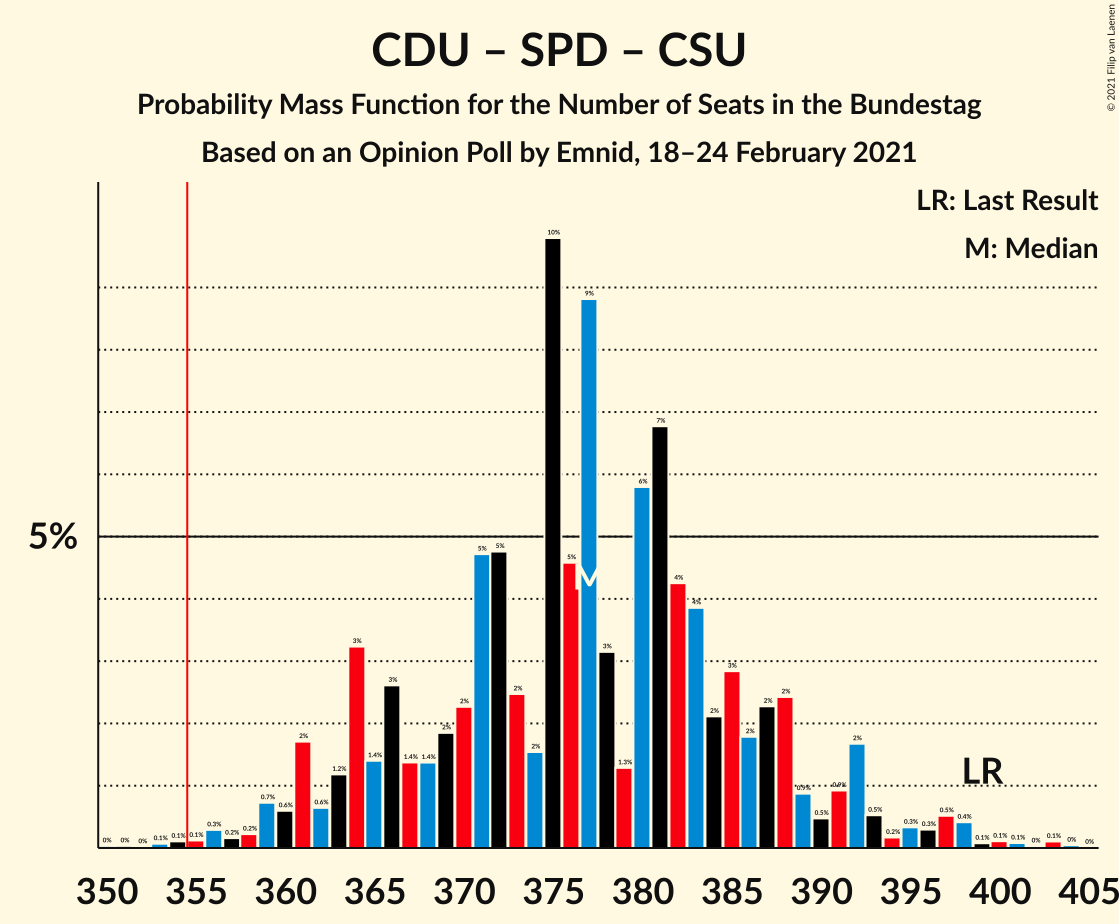 CDU – SPD – CSU
Probability Mass Function for the Number of Seats in the Bundestag
Based on an Opinion Poll by Emnid, 18–24 February 2021
© 2021 Filip van Laenen
LR: Last Result
M: Median
5%
0% 0% 0% 0.1% 0.1% 0.1% 0.3% 0.2% 0.2% 0.7% 0.6% 2% 0.6% 1.2% 3% 1.4% 3% 1.4% 1.4% 2% 2% 5% 5% 2% 2% 10% 5% 9% 3% 1.3% 6% 7% 4% 4% 2% 3% 2% 2% 2% 0.9% 0.5% 0.9% 2% 0.5% 0.2% 0.3% 0.3% 0.5% 0.4% 0.1% 0.1% 0.1% 0% 0.1% 0% 0%
M
LR
350 355 360 365 370 375 380 385 390 395 400 405